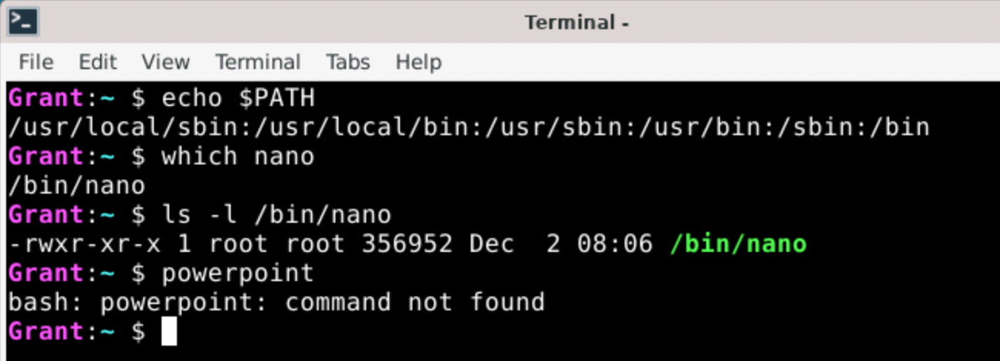 Terminal -
File Edit View Terminal Tabs Help
Grant:~ $ echo $PATH
/usr/local/sbin:/usr/local/bin:/usr/sbin:/usr/bin:/sbin:/bin
Grant:~ $ which nano
/bin/nano
Grant:~ $ ls -l /bin/nano
-rwxr-xr-x 1 root root 356952 Dec  2 08:06 /bin/nano
Grant:~ $ powerpoint
bash: powerpoint: command not found
Grant:~ $